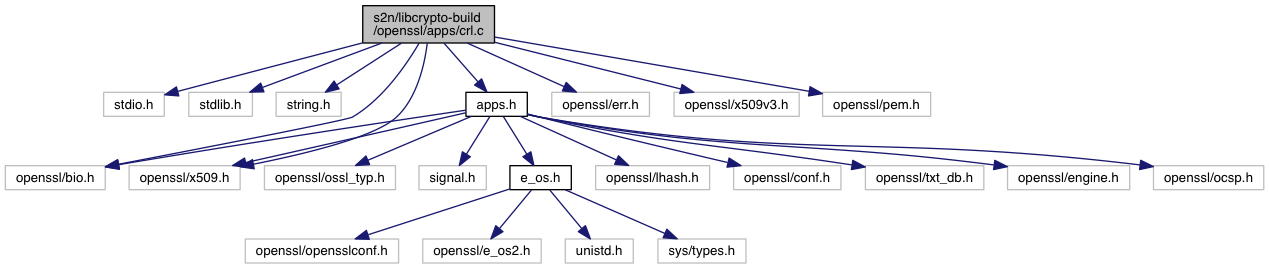 s2n/libcrypto-build
/openssl/apps/crl.c
stdio.h
stdlib.h
string.h
apps.h
openssl/err.h
openssl/x509v3.h
openssl/pem.h
openssl/bio.h
openssl/x509.h
openssl/ossl_typ.h
signal.h
e_os.h
openssl/lhash.h
openssl/conf.h
openssl/txt_db.h
openssl/engine.h
openssl/ocsp.h
openssl/opensslconf.h
openssl/e_os2.h
unistd.h
sys/types.h